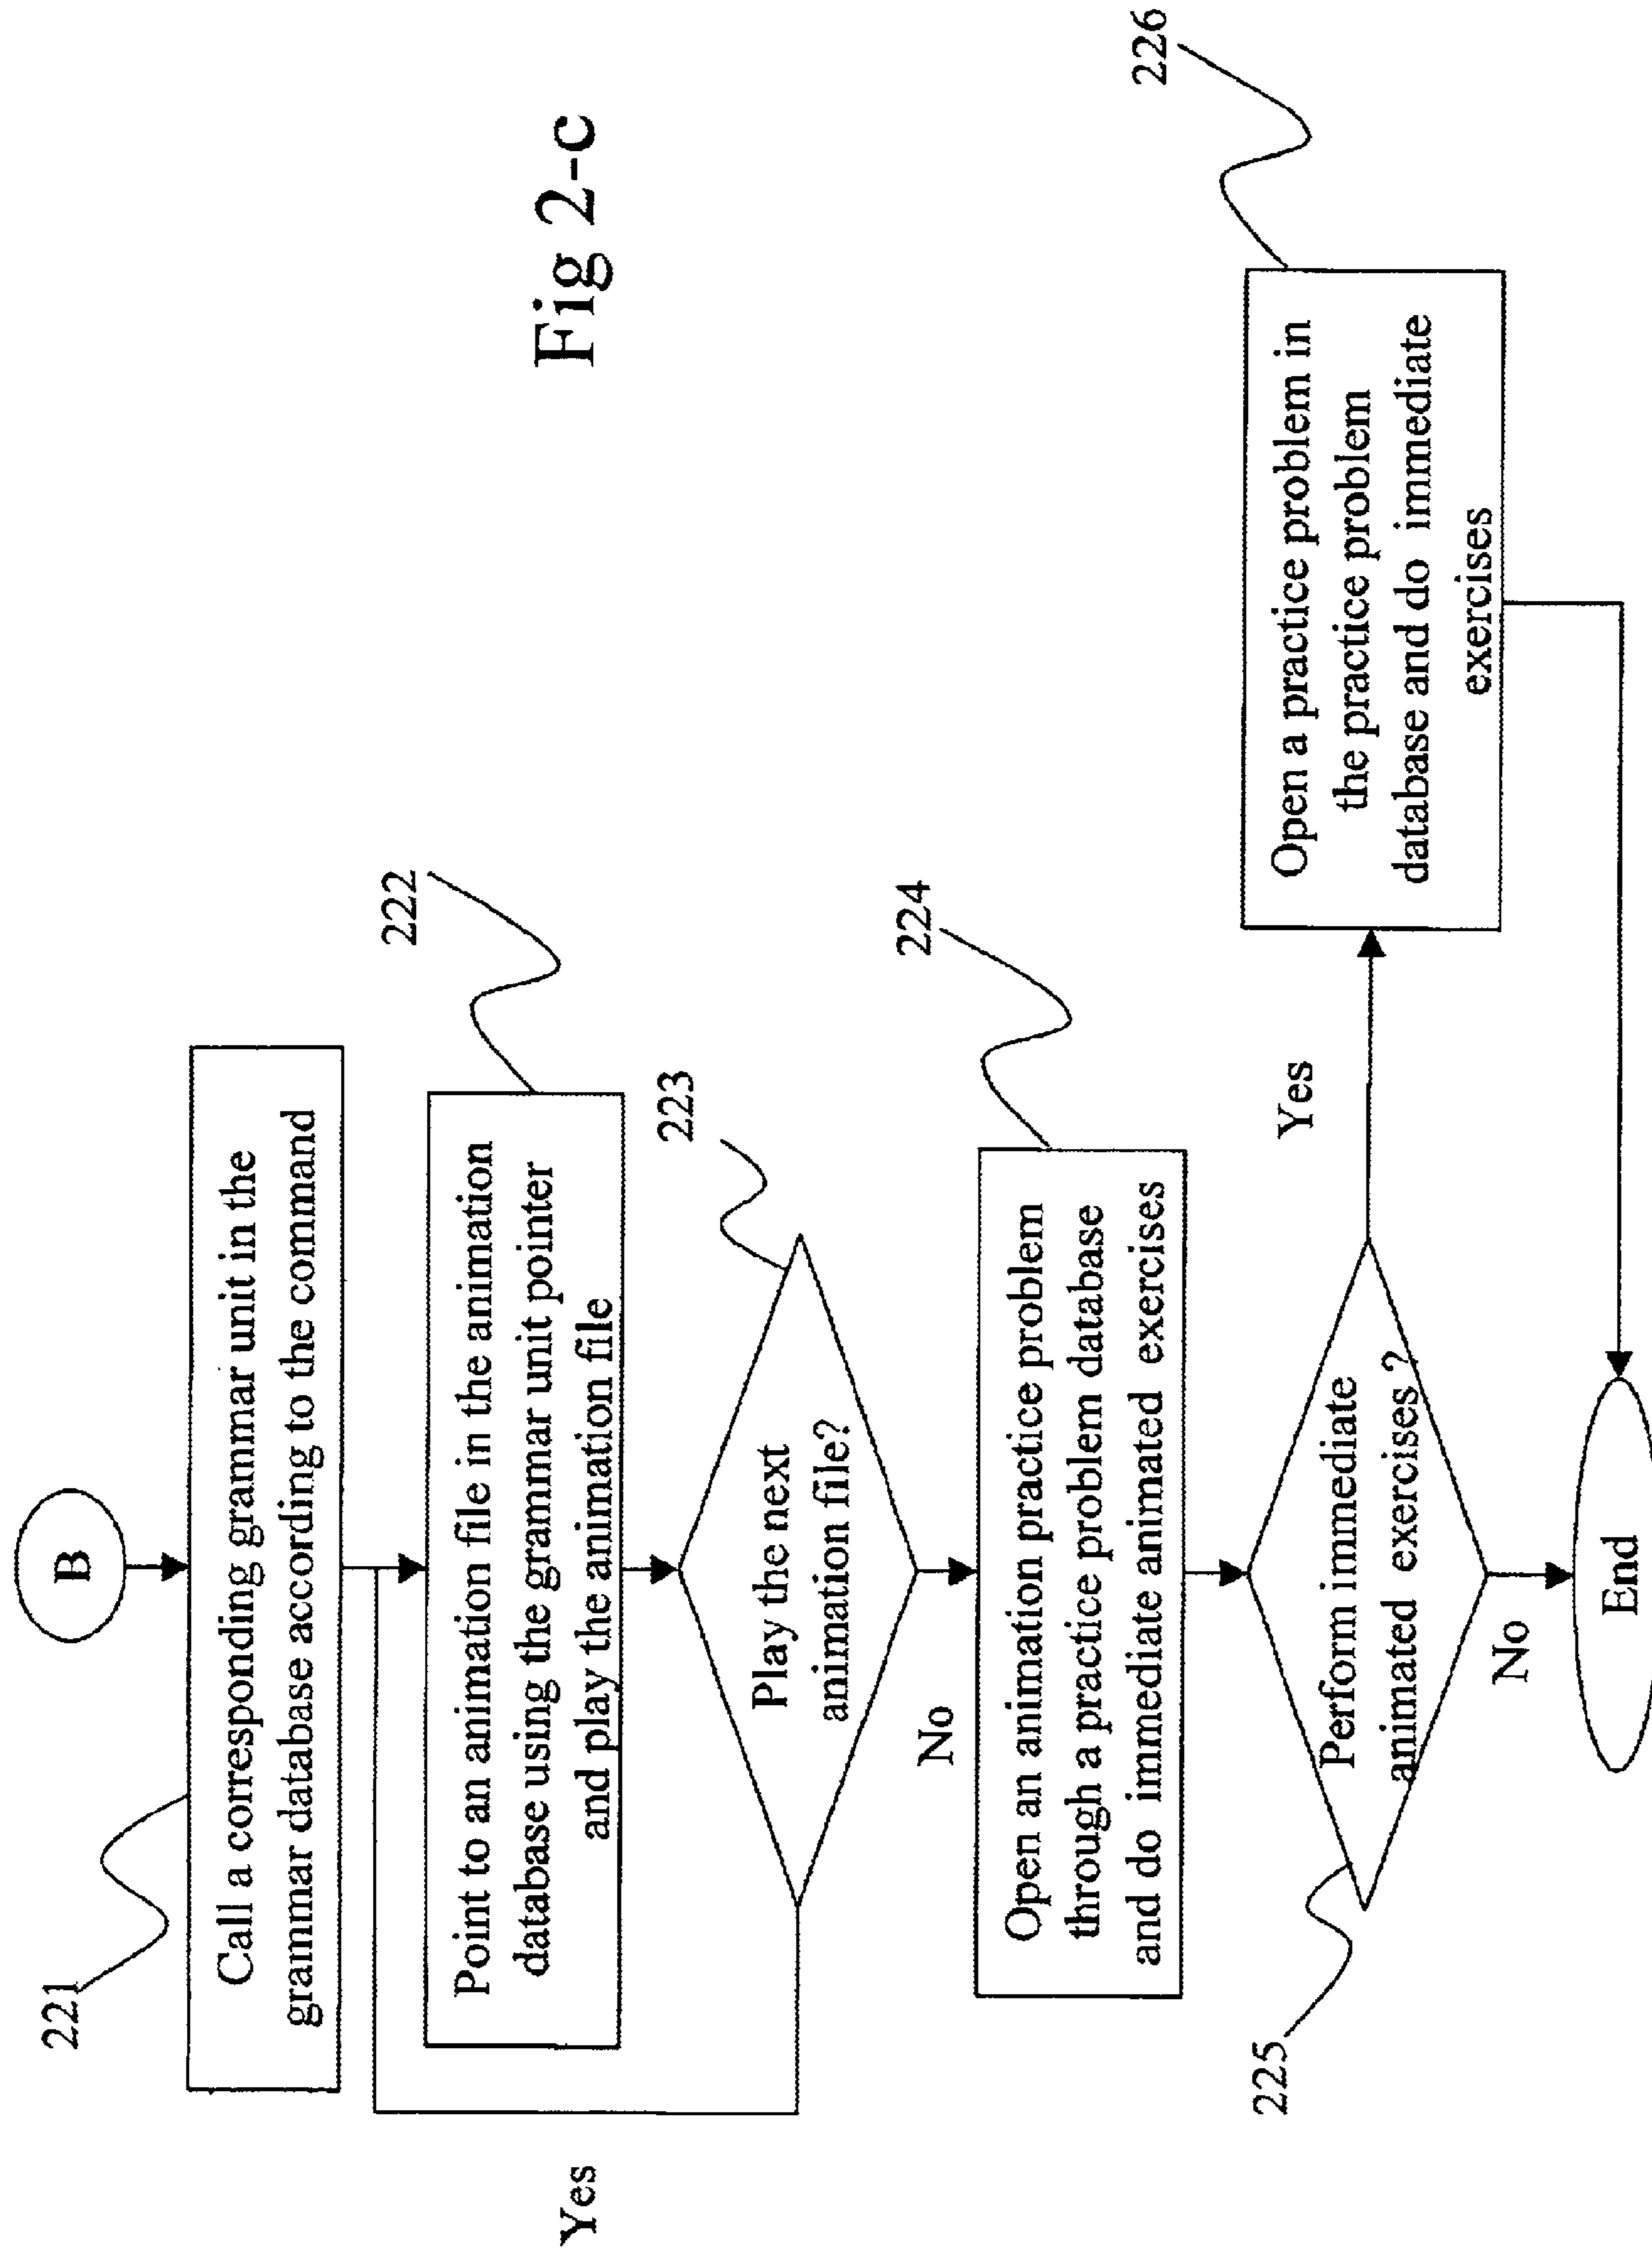 B
221
Call a corresponding grammar unit in the
grammar database according to the command
222
Point to an animation file in the animation
database using the grammar unit pointer
and play the animation file
Fig 2-c
223
Play the next
animation file?
Yes
No
224
Open an animation practice problem
through a practice problem database
and do immediate animated exercises
225
Perform immediate
animated exercises ?
Yes
226
Open a practice problem in
the practice problem
database and do immediate
exercises
No
End